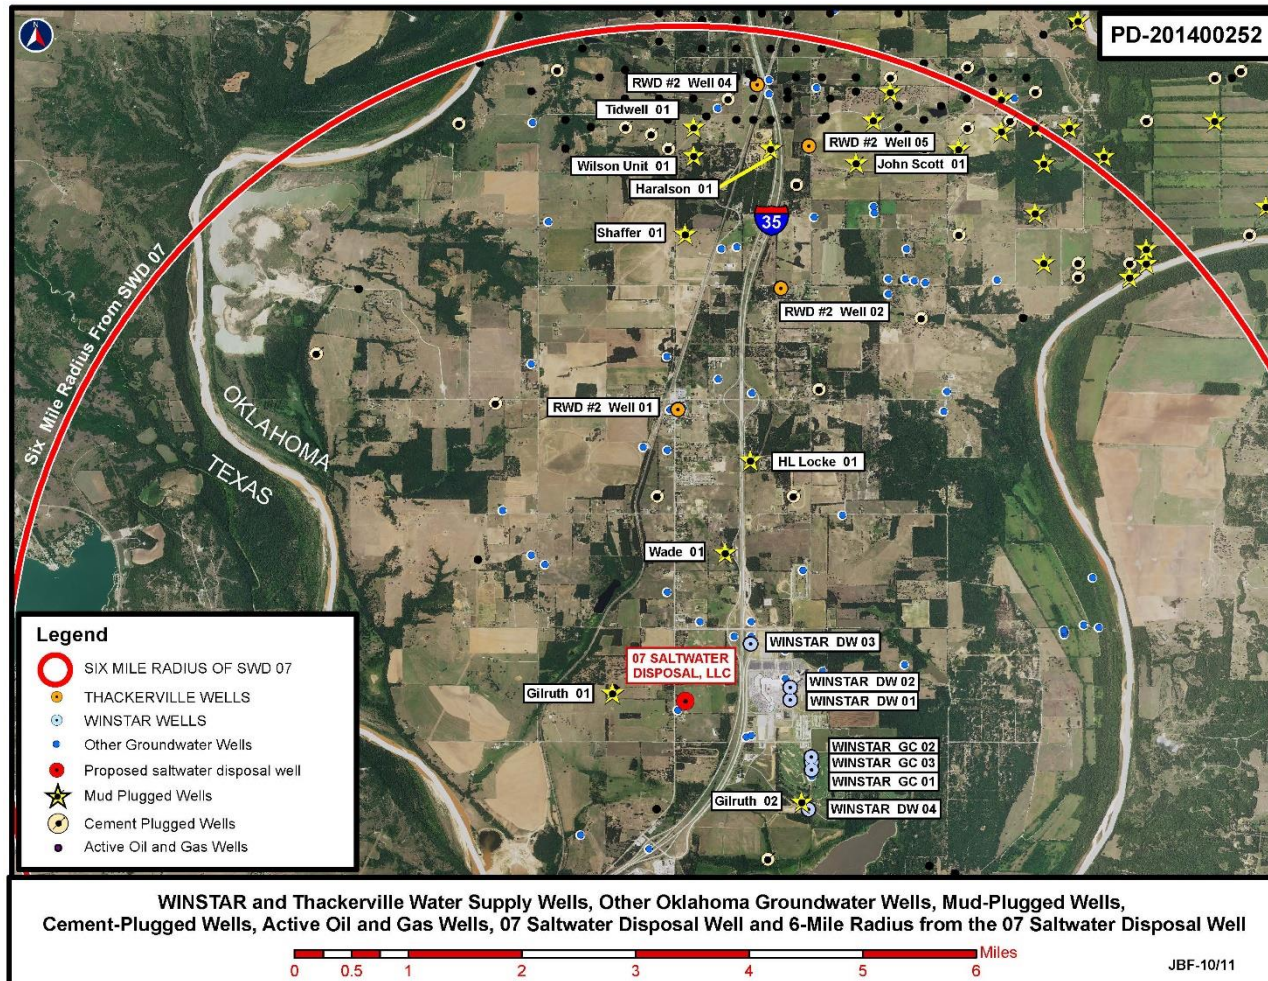 PD-201400252
RWD #2  Well 04
Tidwell  01
RWD #2  Well 05
Wilson Unit  01
John Scott  01
Haralson  01
35
Shaffer  01
Six Mile Radius From SWD 07
RWD #2  Well 02
OKLAHOMA
TEXAS
RWD #2  Well 01
HL Locke  01
Wade  01
WINSTAR  DW  03
07 SALTWATER
DISPOSAL, LLC
WINSTAR  DW  02
Gilruth  01
WINSTAR  DW  01
WINSTAR  GC  02
WINSTAR  GC  03
WINSTAR  GC  01
Gilruth  02
WINSTAR  DW  04
Legend
SIX MILE RADIUS OF SWD 07
THACKERVILLE WELLS
WINSTAR WELLS
Other Groundwater Wells
Proposed saltwater disposal well
Mud Plugged Wells
Cement Plugged Wells
Active Oil and Gas Wells
WINSTAR and Thackerville Water Supply Wells, Other Oklahoma Groundwater Wells, Mud-Plugged Wells,
Cement-Plugged Wells, Active Oil and Gas Wells, 07 Saltwater Disposal Well and 6-Mile Radius from the 07 Saltwater Disposal Well
Miles
0 0.5 1 2 3 4 5 6
JBF-10/11